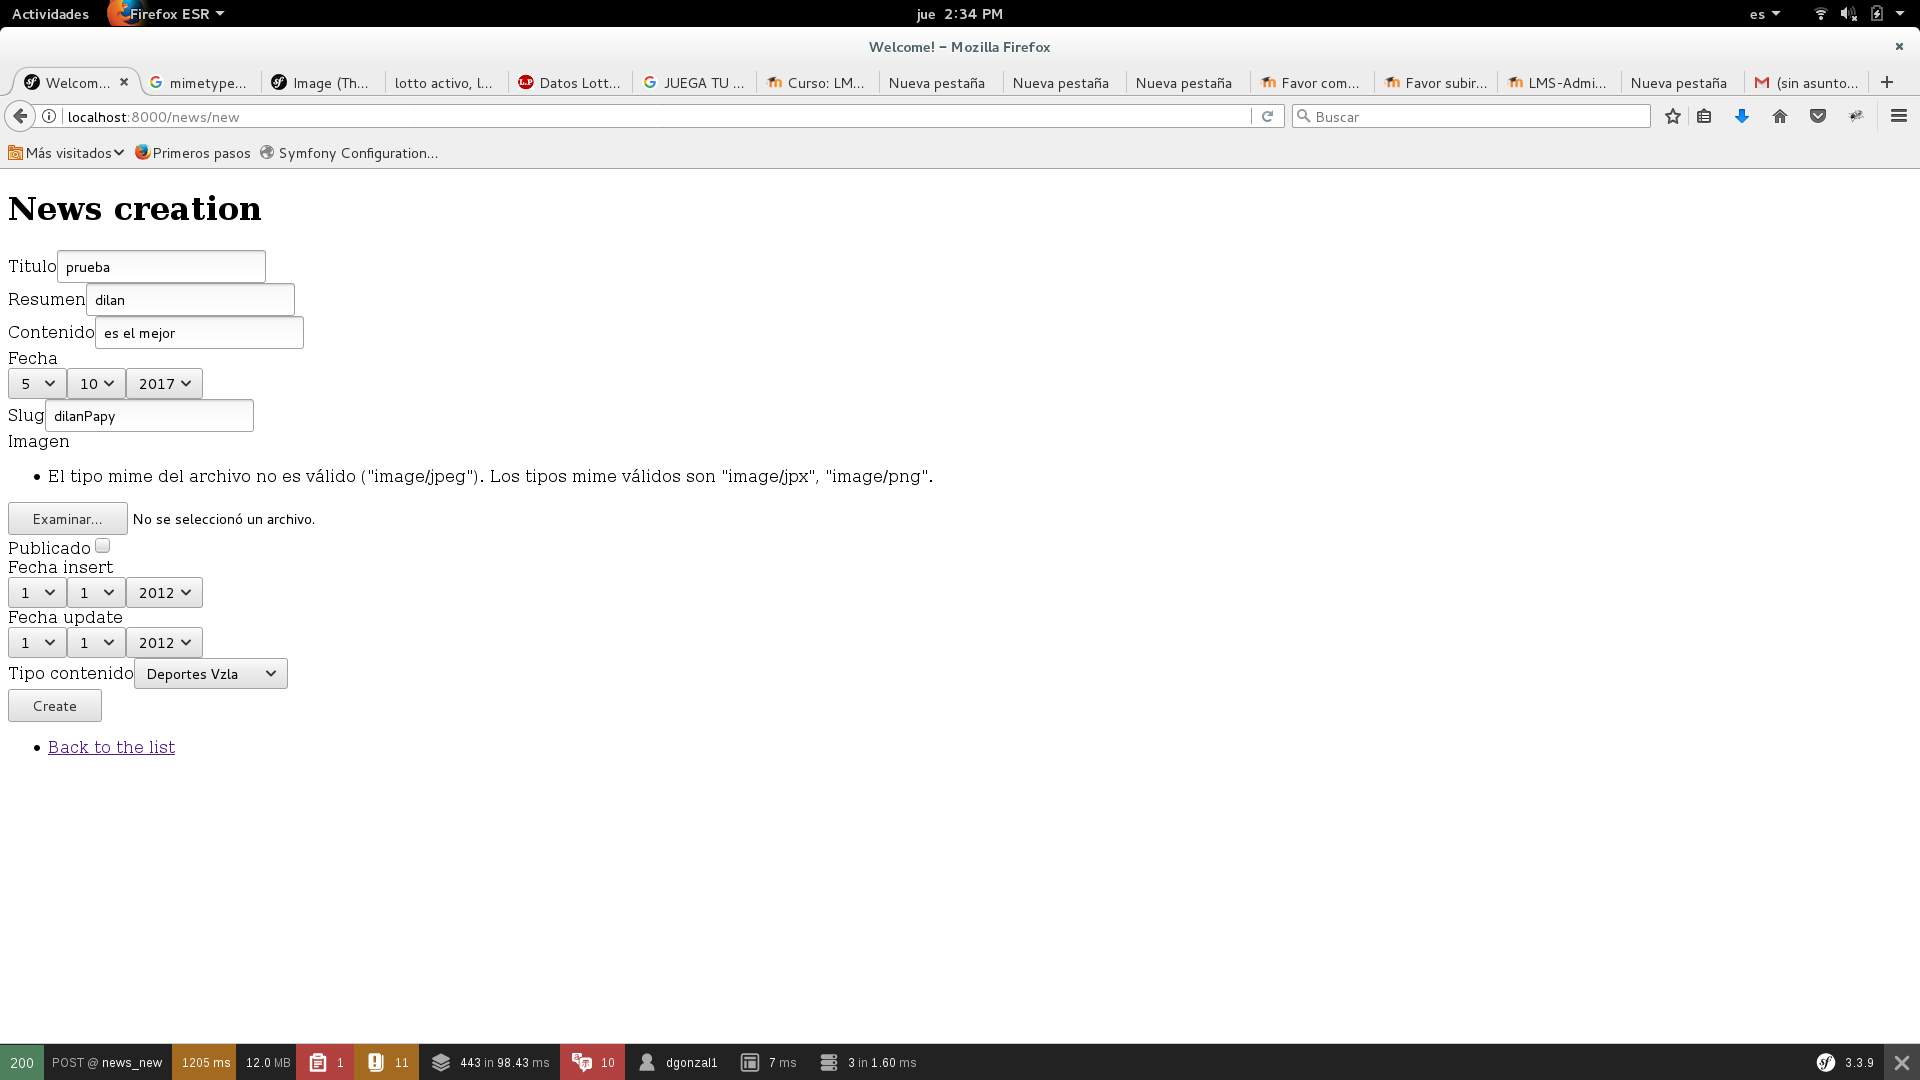 Actividades Firefox ESR jue 2:34 PM es
Welcome! - Mozilla Firefox
Welcom... mimetype... Image (Th... lotto activo, l... Datos Lott... JUEGA TU ... Curso: LM... Nueva pestaña Nueva pestaña Nueva pestaña Favor com... Favor subir... LMS-Admi... Nueva pestaña (sin asunto...
localhost:8000/news/new Buscar
Más visitados Primeros pasos Symfony Configuration...
News creation
Titulo prueba
Resumen dilan
Contenido es el mejor
Fecha
5 10 2017
Slug dilanPapy
Imagen
• El tipo mime del archivo no es válido ("image/jpeg"). Los tipos mime válidos son "image/jpx", "image/png".
Examinar... No se seleccionó un archivo.
Publicado
Fecha insert
1 1 2012
Fecha update
1 1 2012
Tipo contenido Deportes Vzla
Create
• Back to the list
200 POST @ news_new 1205 ms 12.0 MB 1 11 443 in 98.43 ms 10 dgonzal1 7 ms 3 in 1.60 ms 3.3.9